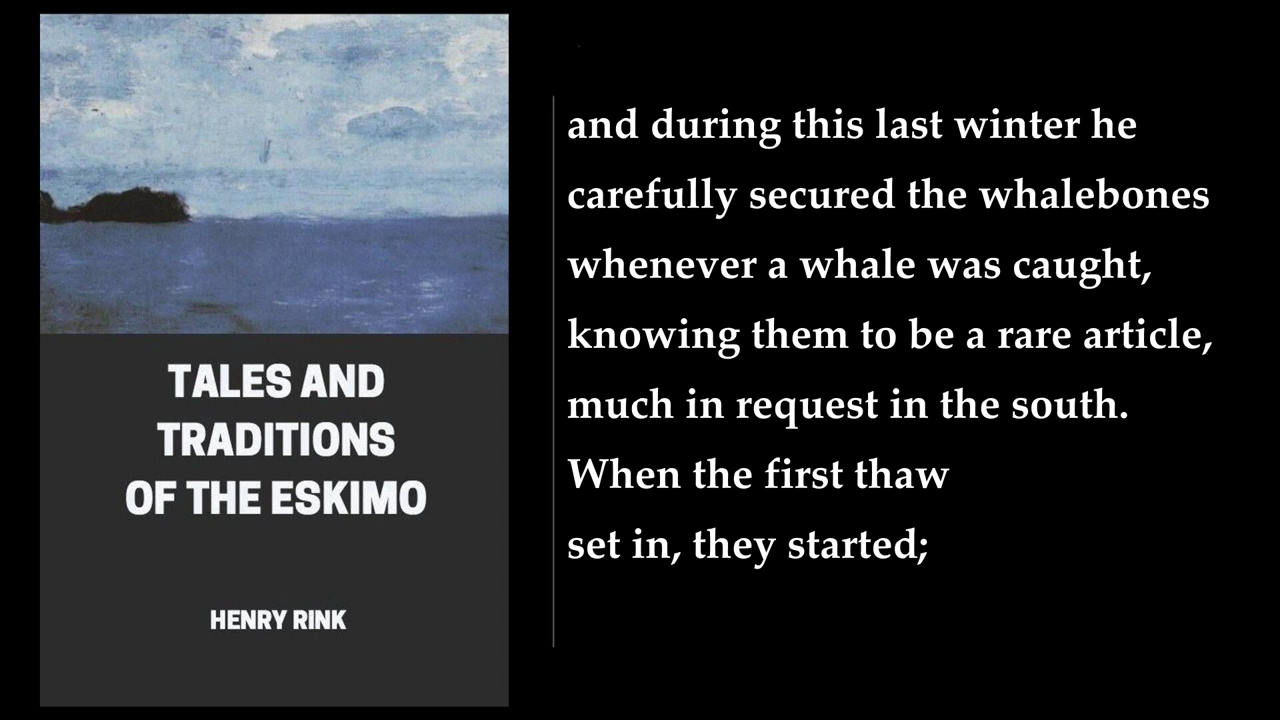 TALES AND
TRADITIONS
OF THE ESKIMO
HENRY RINK
and during this last winter he
carefully secured the whalebones
whenever a whale was caught,
knowing them to be a rare article,
much in request in the south.
When the first thaw
set in, they started;